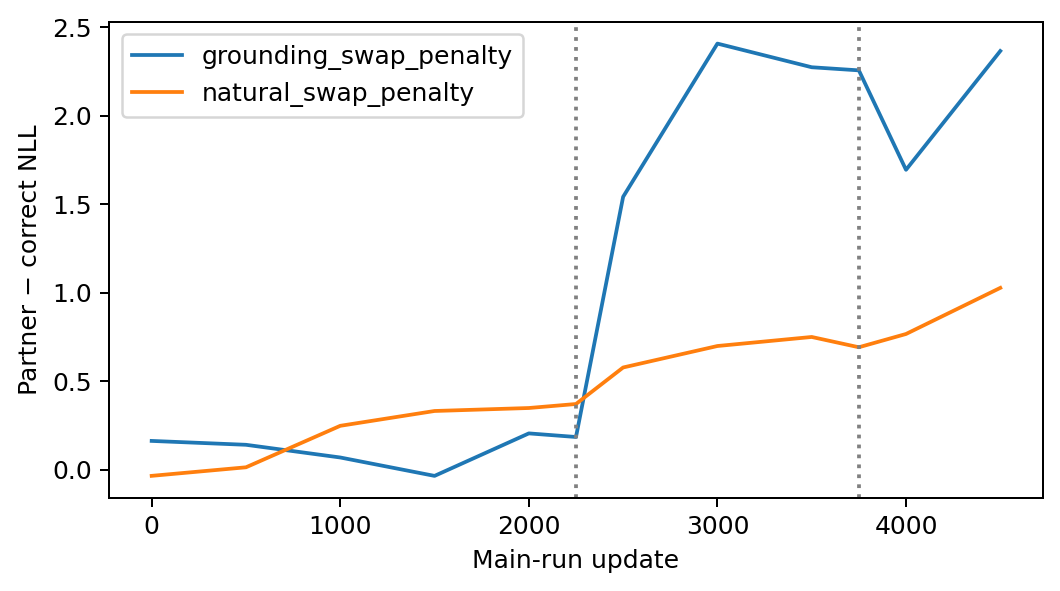 2.5
2.0
1.5
1.0
0.5
0.0
Partner − correct NLL
grounding_swap_penalty
natural_swap_penalty
0 1000 2000 3000 4000
Main-run update